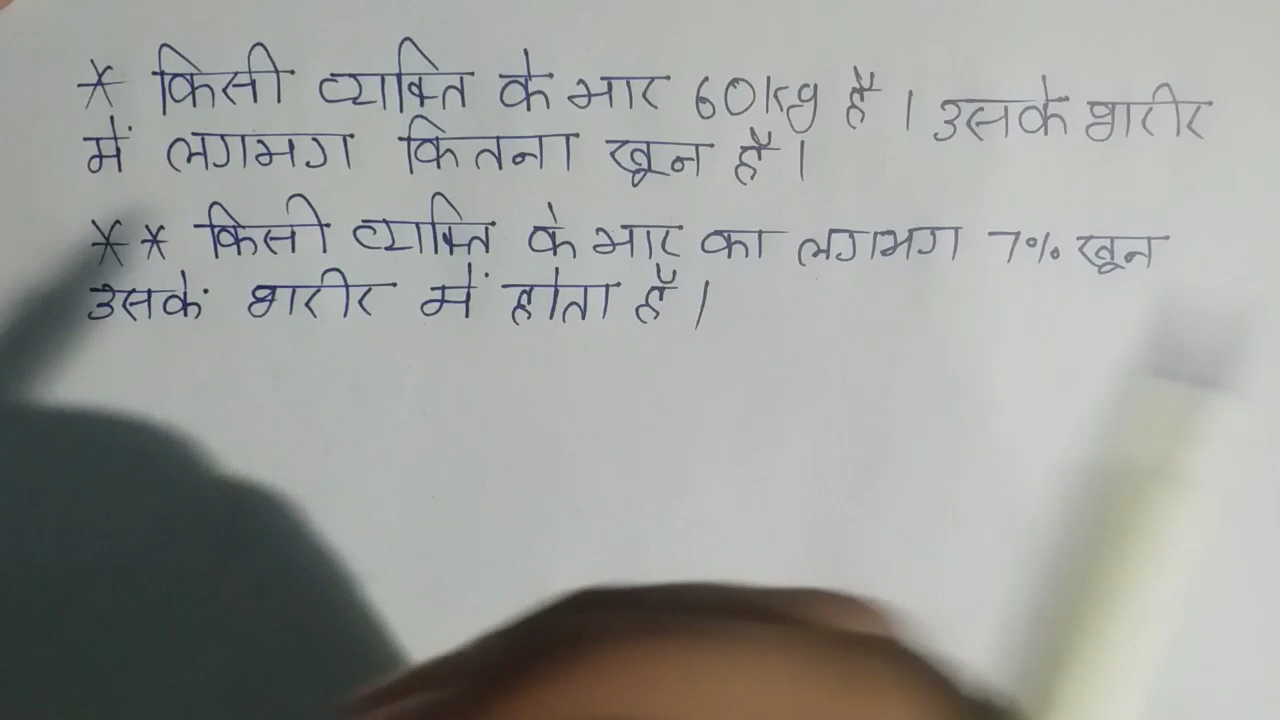 * किसी व्यक्ति के भार 60kg है । उसके शरीर
में लगभग कितना खून है ।
** किसी व्यक्ति के भार का लगभग 7% खून
उसकें शरीर में होता है ।